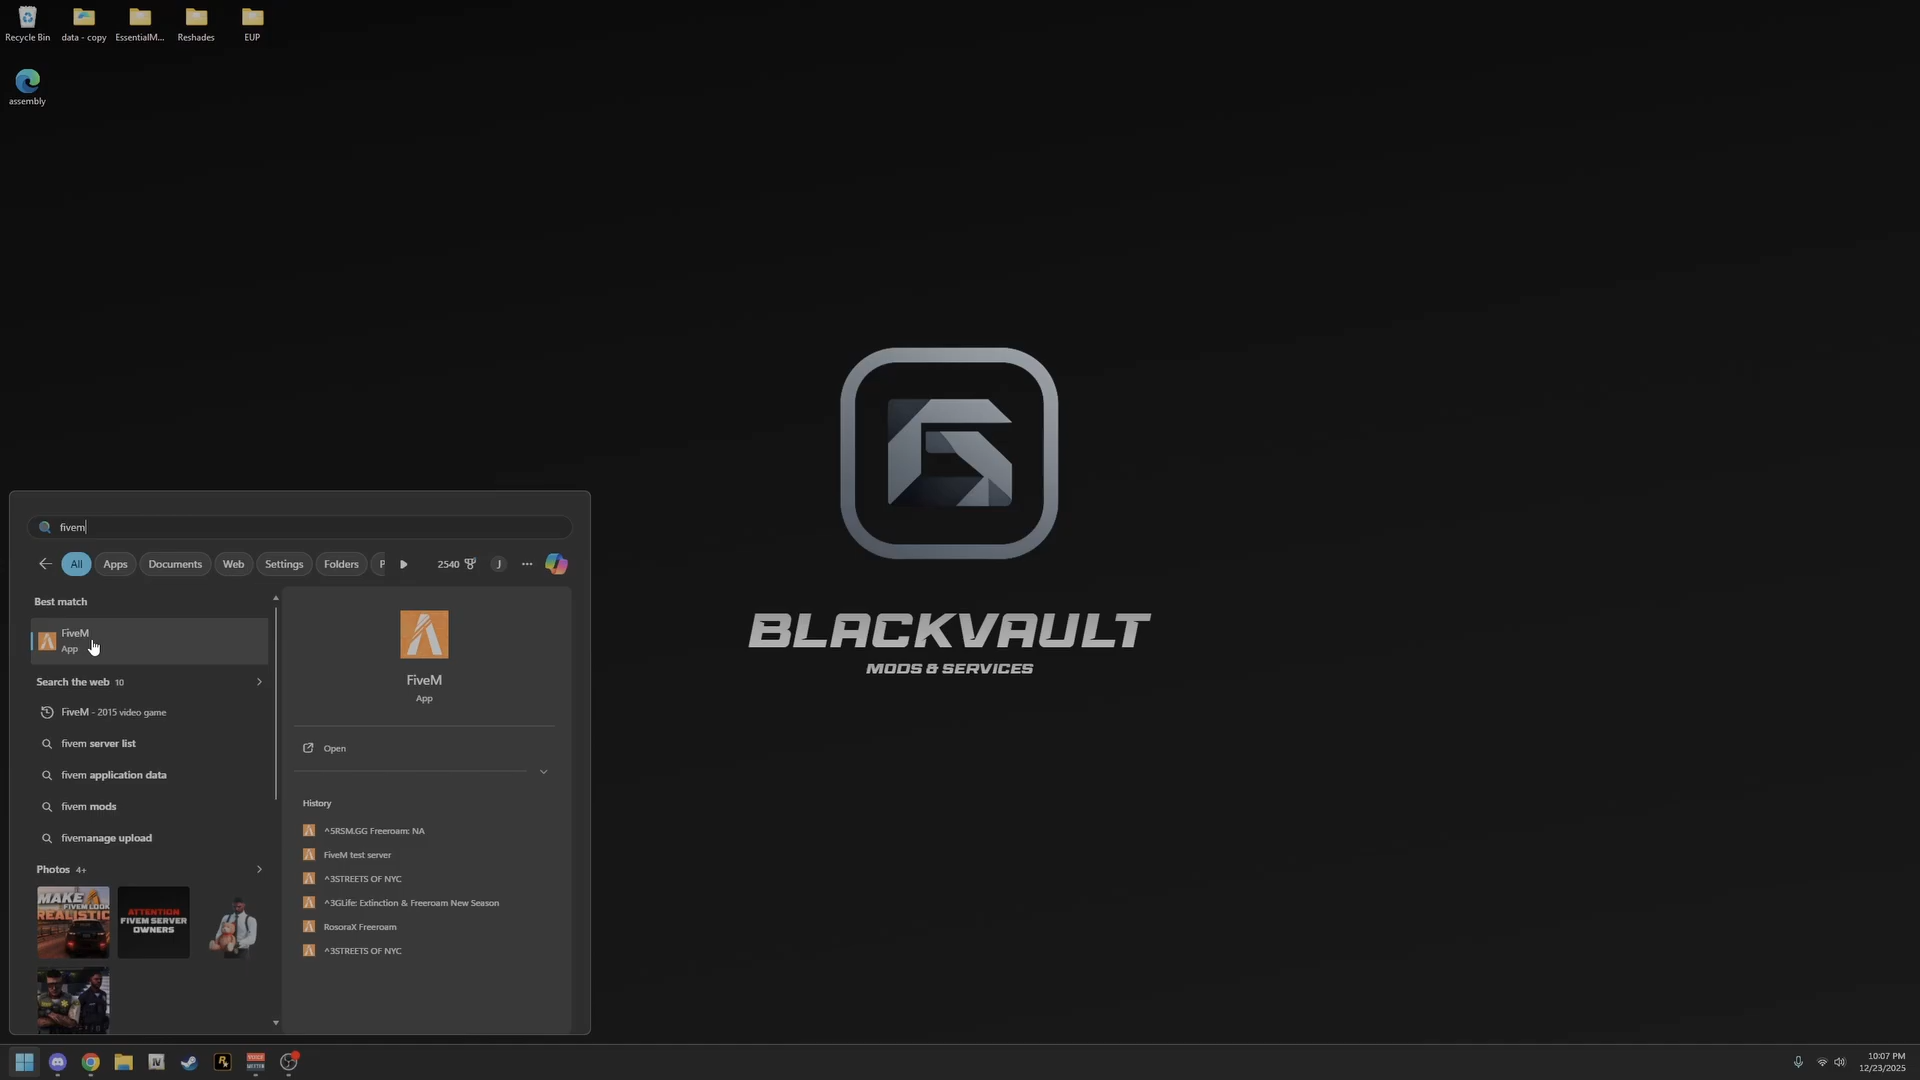 Recycle Bin
data - copy
EssentialM...
Reshades
EUP
assembly
BLACKVAULT
MODS & SERVICES
fivem
All
Apps
Documents
Web
Settings
Folders
P
2540
J
Best match
FiveM
App
Search the web 10
FiveM - 2015 video game
fivem server list
fivem application data
fivem mods
fivemanage upload
Photos 4+
MAKE
FIVEM LOOK
REALISTIC
ATTENTION
FIVEM SERVER
OWNERS
FiveM
App
Open
History
^5RSM.GG Freeroam: NA
FiveM test server
^3STREETS OF NYC
^3GLife: Extinction & Freeroam New Season
RosoraX Freeroam
^3STREETS OF NYC
IV
R
10:07 PM
12/23/2025